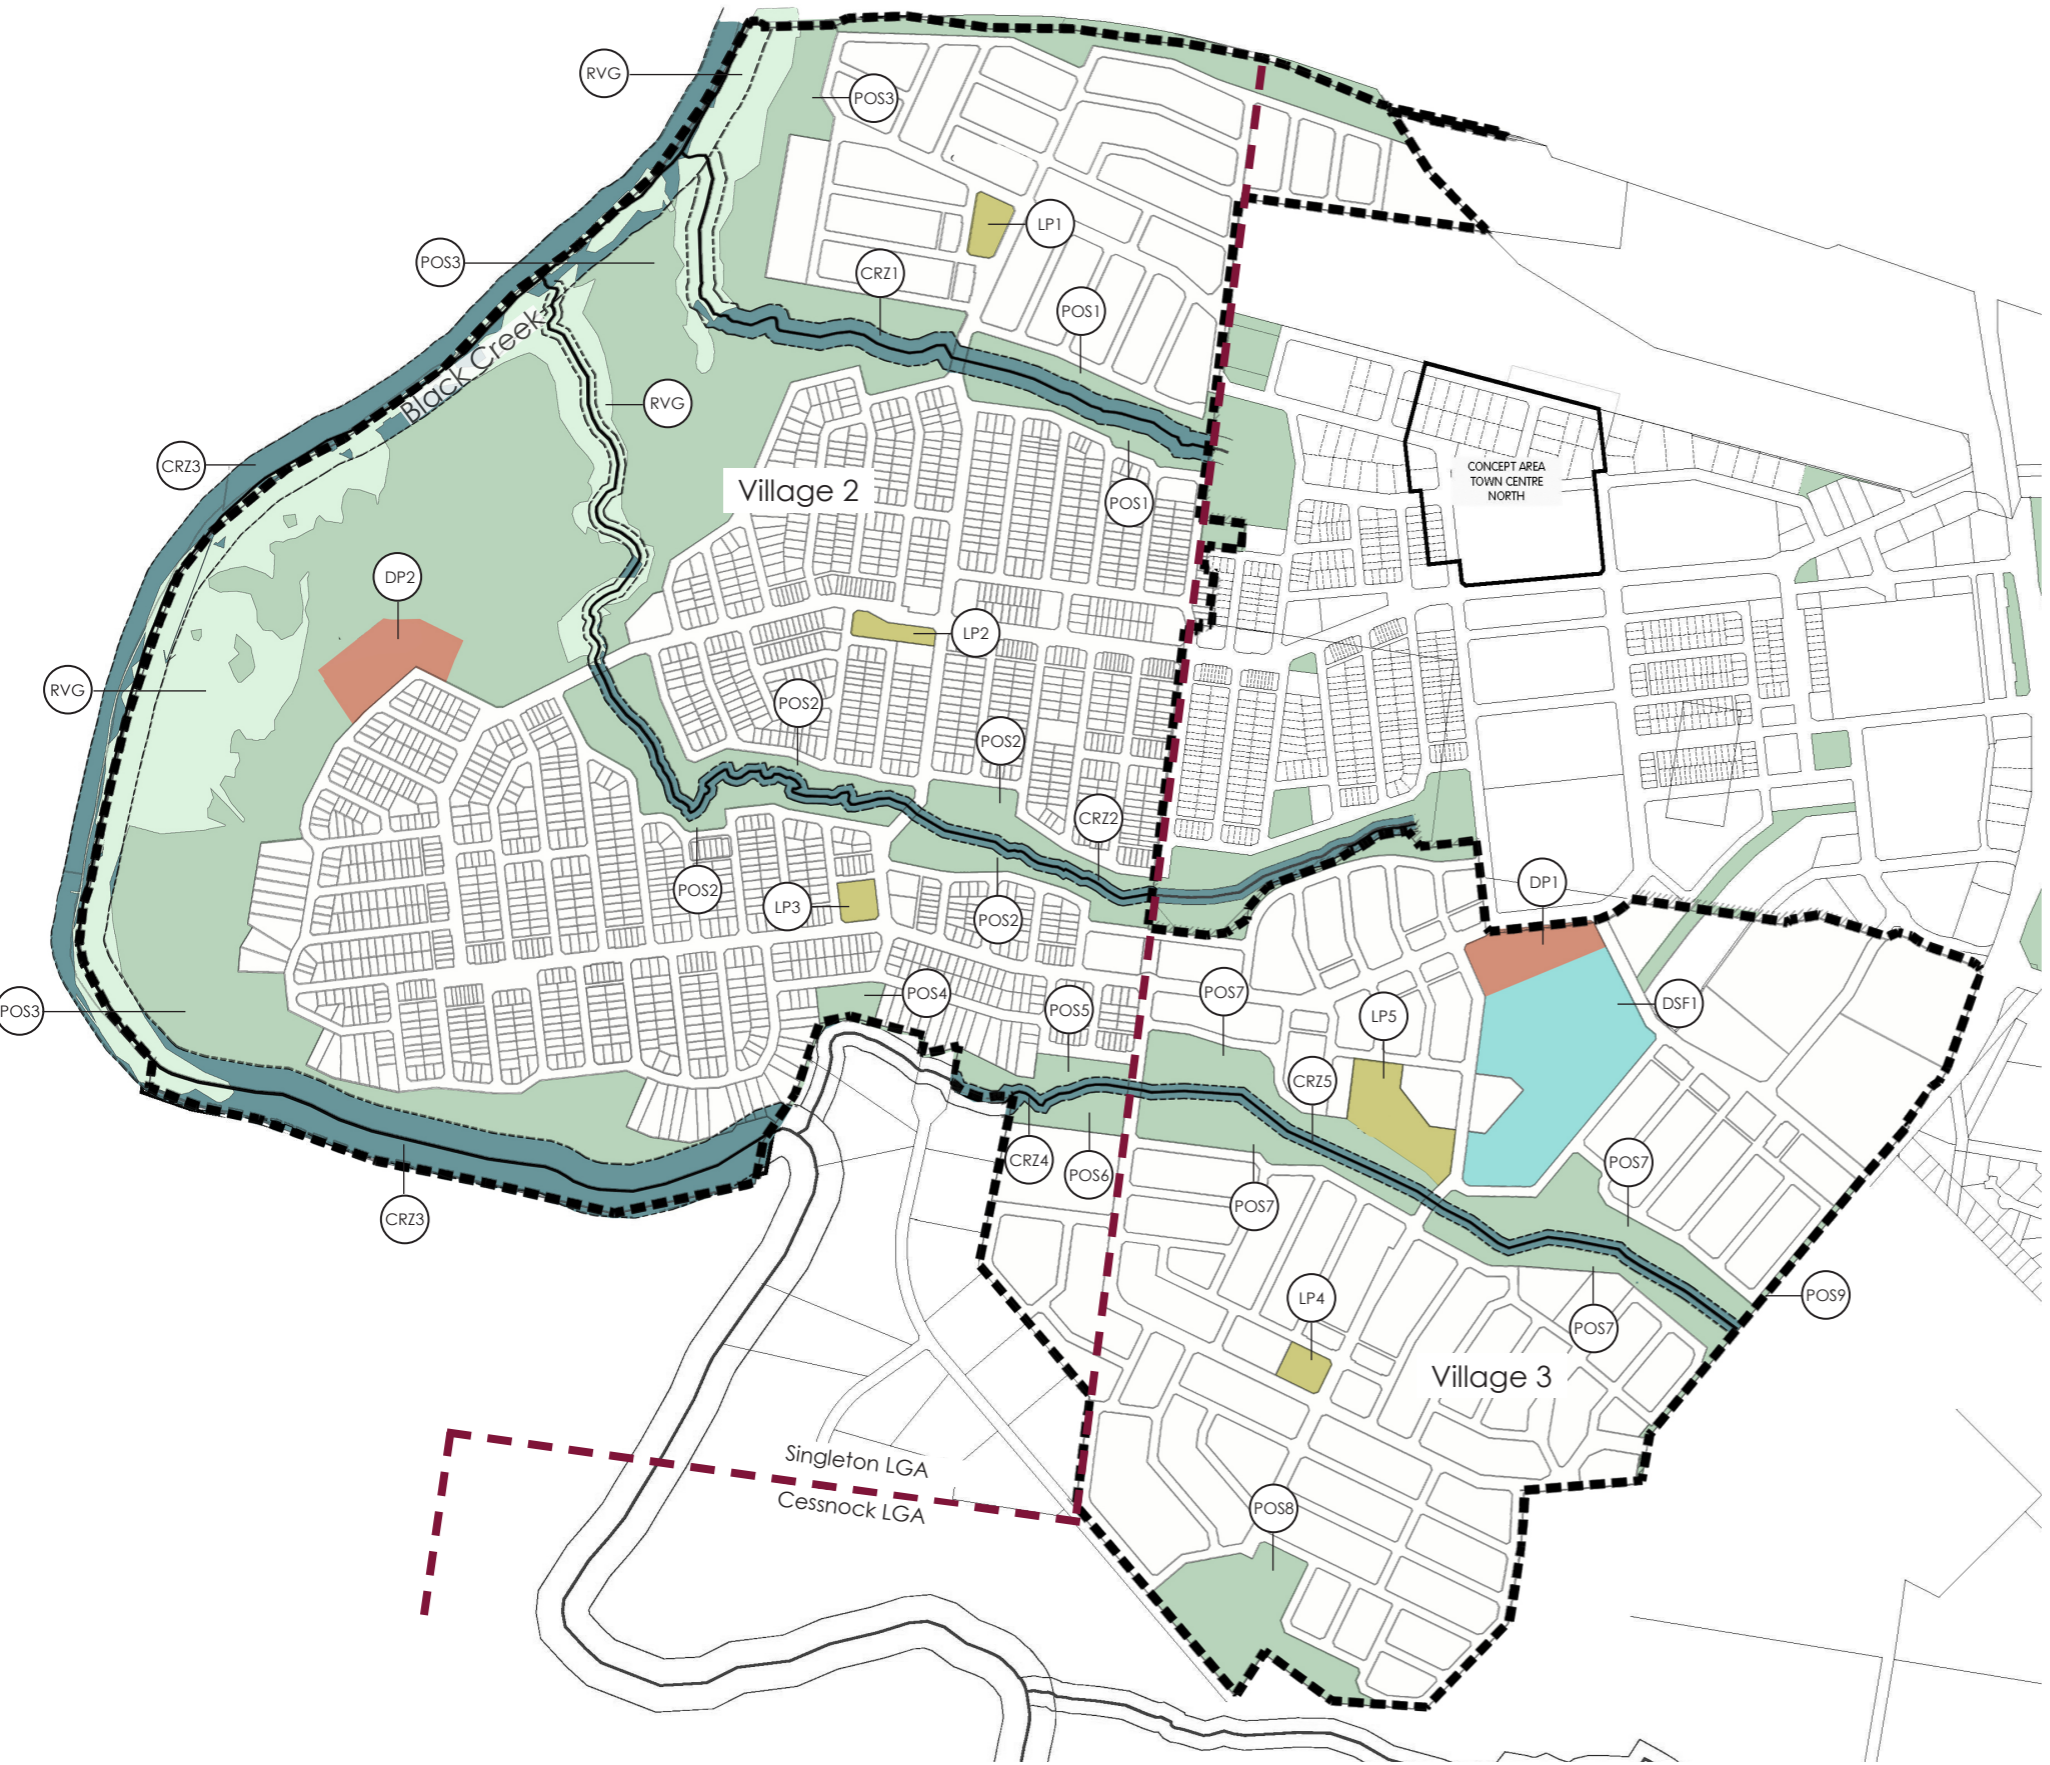 RVG
POS3
LP1
POS3
CRZ1
POS1
Black Creek
RVG
CRZ3
Village 2
CONCEPT AREA
TOWN CENTRE
NORTH
POS1
DP2
LP2
RVG
POS2
POS2
CRZ2
POS2
LP3
POS2
DP1
POS3
POS4
POS5
POS7
LP5
DSF1
CRZ5
CRZ4
POS6
POS7
POS7
CRZ3
LP4
POS7
POS9
Village 3
Singleton LGA
Cessnock LGA
POS8